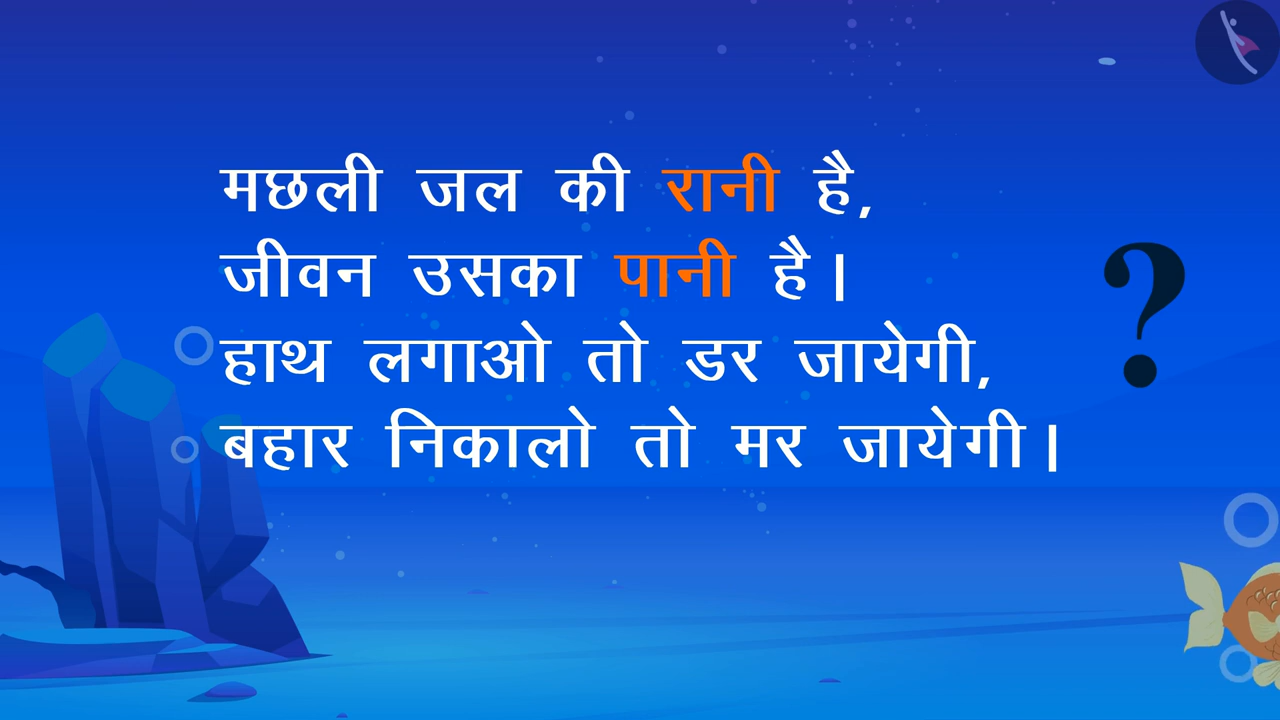 मछली जल की रानी है,
जीवन उसका पानी है।
हाथ लगाओ तो डर जायेगी,
बहार निकालो तो मर जायेगी।
?